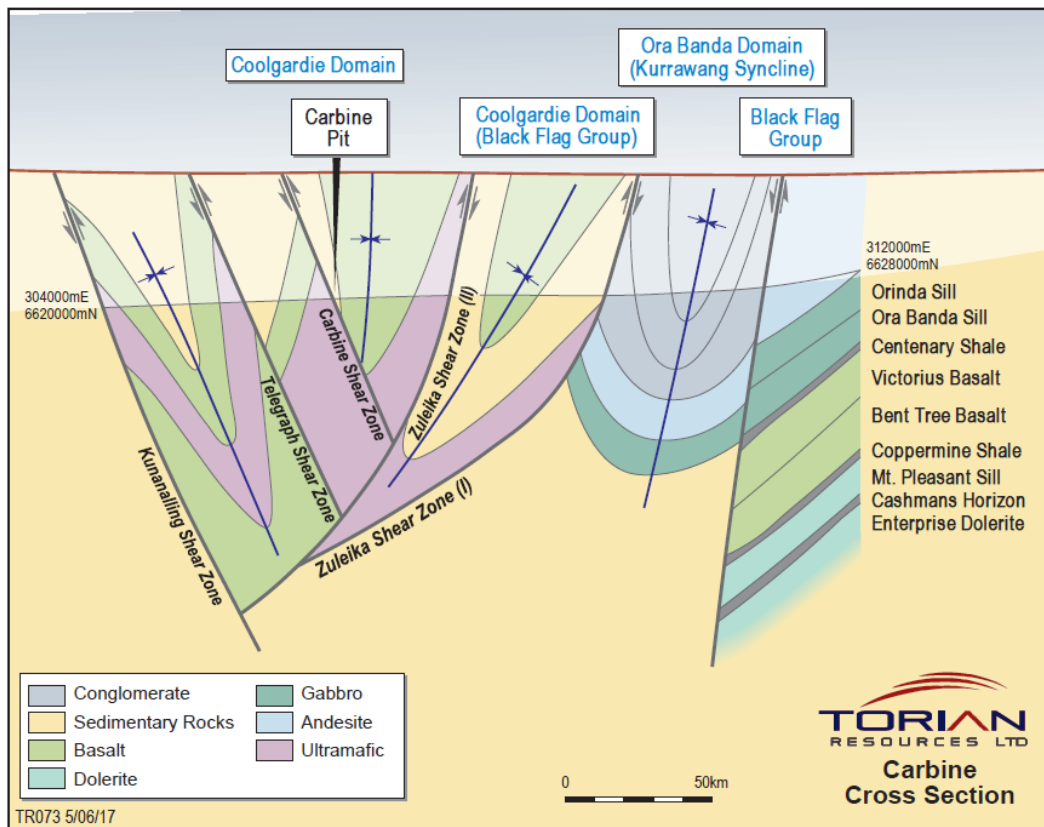 Coolgardie Domain
Ora Banda Domain
(Kurrawang Syncline)
Carbine
Pit
Coolgardie Domain
(Black Flag Group)
Black Flag
Group
304000mE
6620000mN
312000mE
6628000mN
Orinda Sill
Ora Banda Sill
Centenary Shale
Victorius Basalt
Bent Tree Basalt
Coppermine Shale
Mt. Pleasant Sill
Cashmans Horizon
Enterprise Dolerite
Kunanalling Shear Zone
Telegraph Shear Zone
Carbine Shear Zone
Zuleika Shear Zone (II)
Zuleika Shear Zone (I)
Conglomerate
Sedimentary Rocks
Basalt
Dolerite
Gabbro
Andesite
Ultramafic
0 50km
TORIAN
RESOURCES LTD
Carbine
Cross Section
TR073 5/06/17